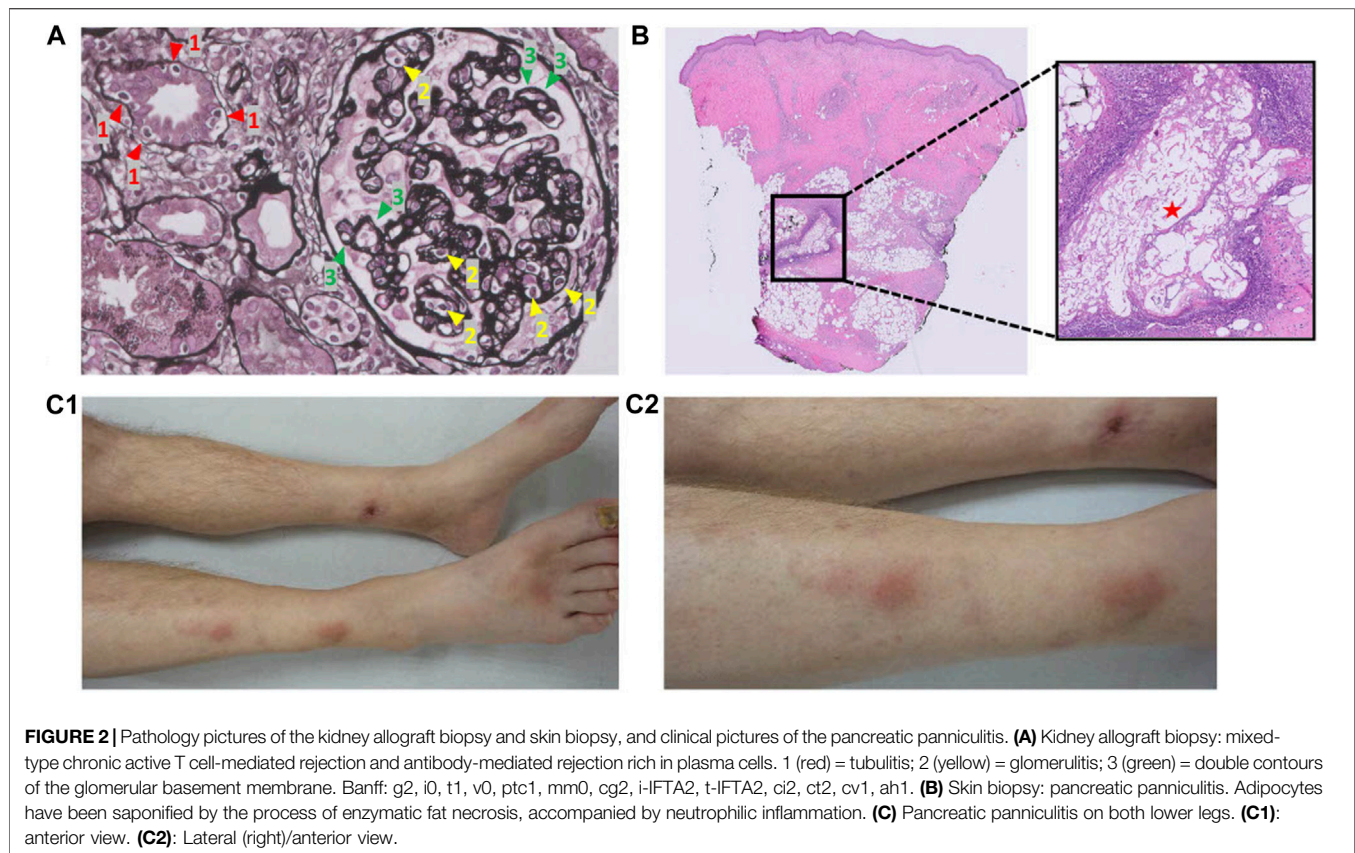 A
B
1
1
1
1
2
3
3
3
3
2
2
2
2
C1
C2
FIGURE 2 | Pathology pictures of the kidney allograft biopsy and skin biopsy, and clinical pictures of the pancreatic panniculitis. (A) Kidney allograft biopsy: mixed-
type chronic active T cell-mediated rejection and antibody-mediated rejection rich in plasma cells. 1 (red) = tubulitis; 2 (yellow) = glomerulitis; 3 (green) = double contours
of the glomerular basement membrane. Banff: g2, i0, t1, v0, ptc1, mm0, cg2, i-IFTA2, t-IFTA2, ci2, ct2, cv1, ah1. (B) Skin biopsy: pancreatic panniculitis. Adipocytes
have been saponified by the process of enzymatic fat necrosis, accompanied by neutrophilic inflammation. (C) Pancreatic panniculitis on both lower legs. (C1):
anterior view. (C2): Lateral (right)/anterior view.